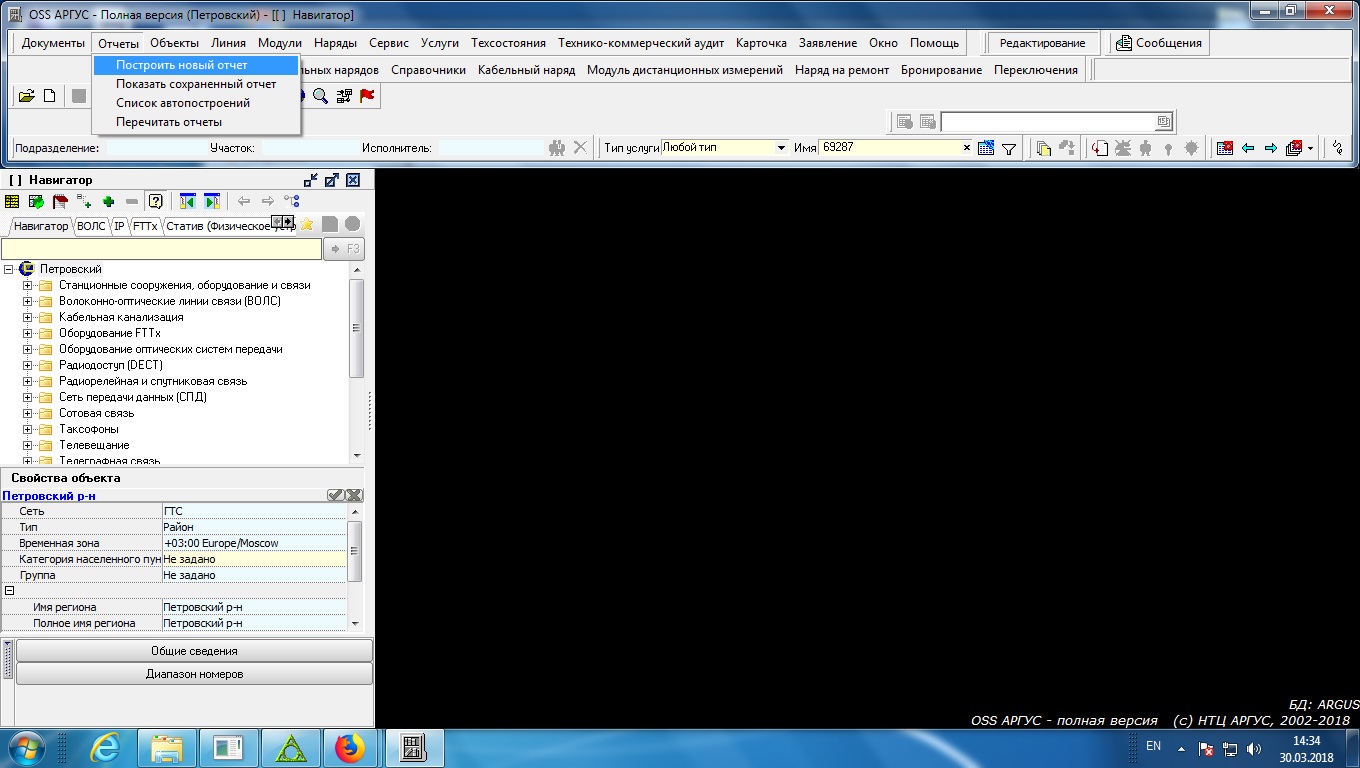 OSS АРГУС - Полная версия (Петровский) - [[ ] Навигатор]
Документы Отчеты Объекты Линия Модули Наряды Сервис Услуги Техсостояния Технико-коммерческий аудит Карточка Заявление Окно Помощь Редактирование Сообщения
Построить новый отчет
Показать сохраненный отчет
Список автопостроений
Перечитать отчеты
нарядов Справочники Кабельный наряд Модуль дистанционных измерений Наряд на ремонт Бронирование Переключения
Подразделение: Участок: Исполнитель: Тип услуги Любой тип Имя 69287
[ ] Навигатор
Навигатор ВОЛС IP FTTx Статив (Физическое
F3
Петровский
Станционные сооружения, оборудование и связи
Волоконно-оптические линии связи (ВОЛС)
Кабельная канализация
Оборудование FTTx
Оборудование оптических систем передачи
Радиодоступ (DECT)
Радиорелейная и спутниковая связь
Сеть передачи данных (СПД)
Сотовая связь
Таксофоны
Телевещание
Телеграфная связь
Свойства объекта
Петровский р-н
Сеть ГТС
Тип Район
Временная зона +03:00 Europe/Moscow
Категория населенного пун Не задано
Группа Не задано
Имя региона Петровский р-н
Полное имя региона Петровский р-н
Общие сведения
Диапазон номеров
БД: ARGUS
OSS АРГУС - полная версия (c) НТЦ АРГУС, 2002-2018
EN
14:34
30.03.2018